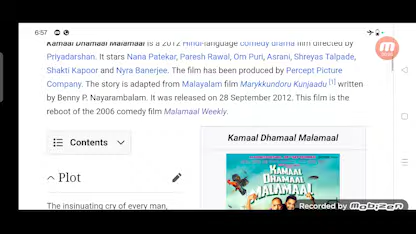 6:57
Kamaal Dhamaal Malamaal is a 2012 Hindi-language comedy drama film directed by
Priyadarshan. It stars Nana Patekar, Paresh Rawal, Om Puri, Asrani, Shreyas Talpade,
Shakti Kapoor and Nyra Banerjee. The film has been produced by Percept Picture
Company. The story is adapted from Malayalam film Marykkundoru Kunjaadu [1] written
by Benny P. Nayarambalam. It was released on 28 September 2012. This film is the
reboot of the 2006 comedy film Malamaal Weekly.
Contents
Kamaal Dhamaal Malamaal
Plot
KAMAAL
DHAMAAL
MALAMAAL
The insinuating cry of every man,
Recorded by Mobizen